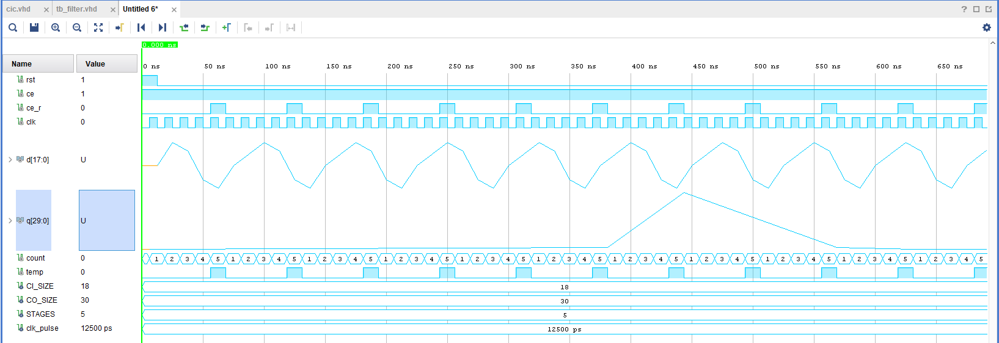 cic.vhd × tb_filter.vhd × Untitled 6* ×
?
0.000 ns
Name Value
0 ns 50 ns 100 ns 150 ns 200 ns 250 ns 300 ns 350 ns 400 ns 450 ns 500 ns 550 ns 600 ns 650 ns
rst 1
ce 1
ce_r 0
clk 0
d[17:0] U
q[29:0] U
count 0 1 2 3 4 5 1 2 3 4 5 1 2 3 4 5 1 2 3 4 5 1 2 3 4 5 1 2 3 4 5 1 2 3 4 5 1 2 3 4 5 1 2 3 4 5 1 2 3 4 5 1 2 3 4 5
temp 0
CI_SIZE 18 18
CO_SIZE 30 30
STAGES 5 5
clk_pulse 12500 ps 12500 ps